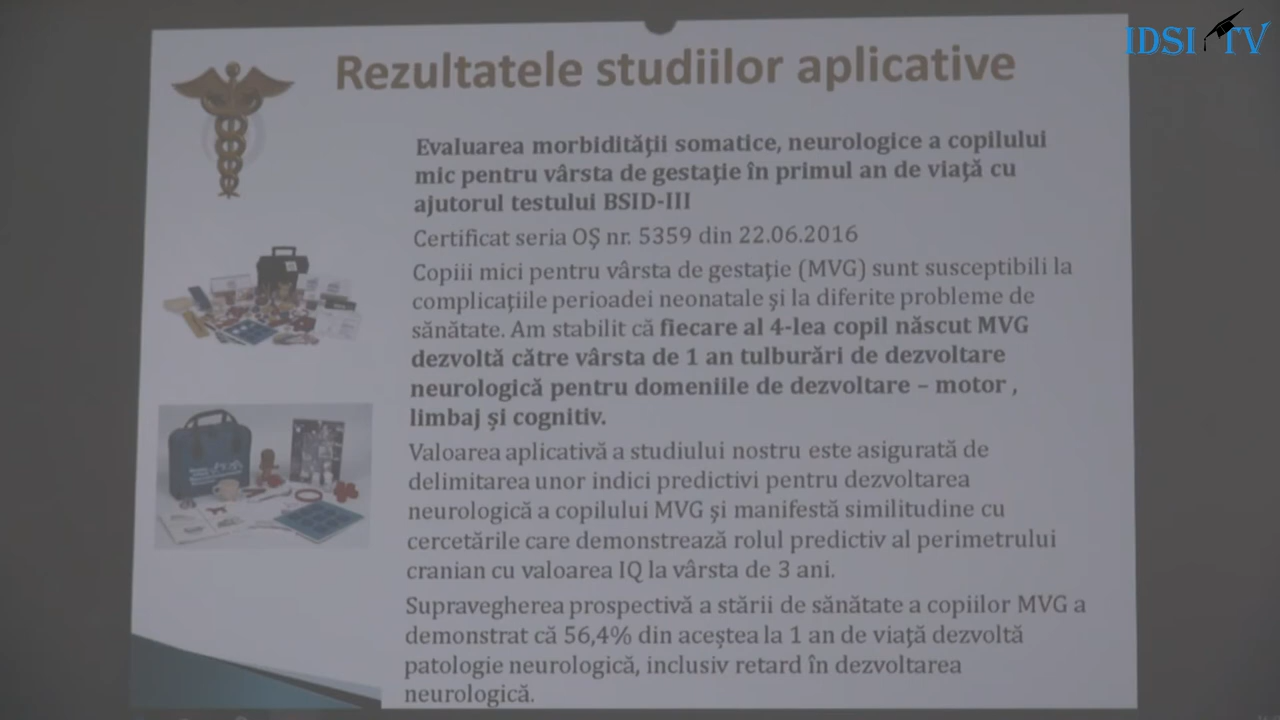 IDSI TV
Rezultatele studiilor aplicative
Evaluarea morbidităţii somatice, neurologice a copilului
mic pentru vârsta de gestaţie în primul an de viaţă cu
ajutorul testului BSID-III
Certificat seria OŞ nr. 5359 din 22.06.2016
Copiii mici pentru vârsta de gestaţie (MVG) sunt susceptibili la
complicaţiile perioadei neonatale şi la diferite probleme de
sănătate. Am stabilit că fiecare al 4-lea copil născut MVG
dezvoltă către vârsta de 1 an tulburări de dezvoltare
neurologică pentru domeniile de dezvoltare – motor ,
limbaj şi cognitiv.
Valoarea aplicativă a studiului nostru este asigurată de
delimitarea unor indici predictivi pentru dezvoltarea
neurologică a copilului MVG şi manifestă similitudine cu
cercetările care demonstrează rolul predictiv al perimetrului
cranian cu valoarea IQ la vârsta de 3 ani.
Supravegherea prospectivă a stării de sănătate a copiilor MVG a
demonstrat că 56,4% din aceştea la 1 an de viaţă dezvoltă
patologie neurologică, inclusiv retard în dezvoltarea
neurologică.